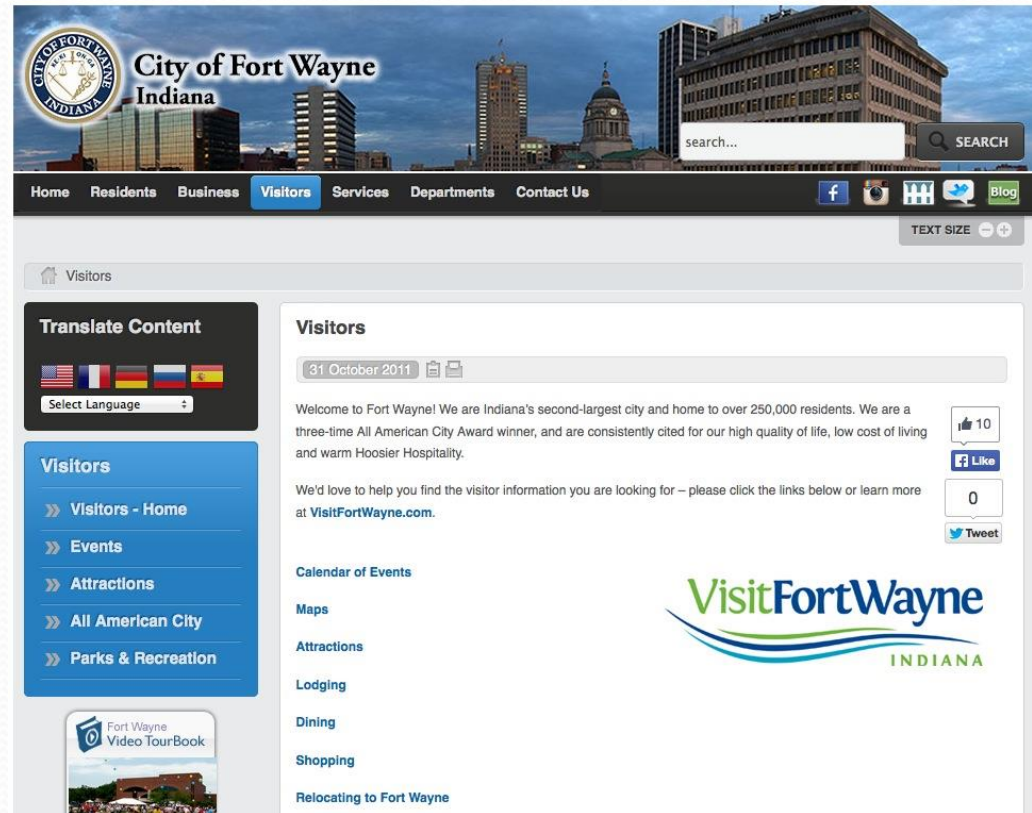 CITY OF FORT WAYNE
INDIANA
City of Fort Wayne
Indiana
search...
SEARCH
Home Residents Business Visitors Services Departments Contact Us
f
Blog
TEXT SIZE
Visitors
Translate Content
Select Language
Visitors
Visitors - Home
Events
Attractions
All American City
Parks & Recreation
Fort Wayne
Video TourBook
Visitors
31 October 2011
Welcome to Fort Wayne! We are Indiana's second-largest city and home to over 250,000 residents. We are a
three-time All American City Award winner, and are consistently cited for our high quality of life, low cost of living
and warm Hoosier Hospitality.
We'd love to help you find the visitor information you are looking for – please click the links below or learn more
at VisitFortWayne.com.
10
Like
0
Tweet
Calendar of Events
Maps
Attractions
Lodging
Dining
Shopping
Relocating to Fort Wayne
VisitFortWayne
INDIANA